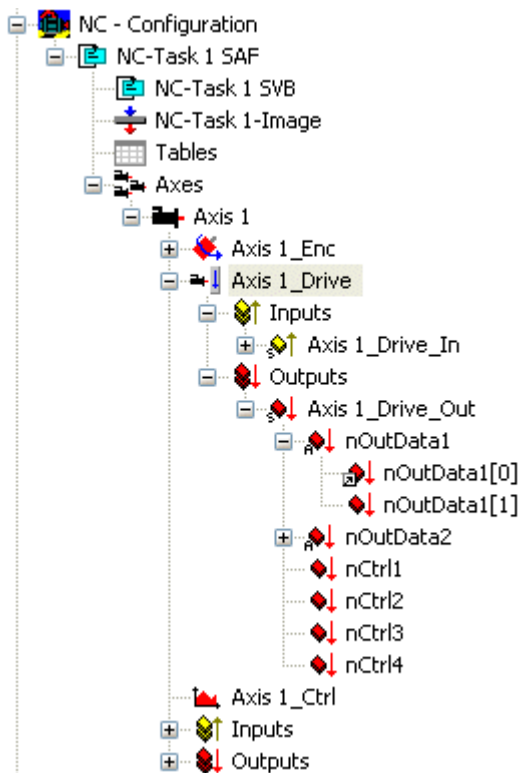 NC - Configuration
NC-Task 1 SAF
NC-Task 1 SVB
NC-Task 1-Image
Tables
Axes
Axis 1
Axis 1_Enc
Axis 1_Drive
Inputs
Axis 1_Drive_In
Outputs
Axis 1_Drive_Out
nOutData1
nOutData1[0]
nOutData1[1]
nOutData2
nCtrl1
nCtrl2
nCtrl3
nCtrl4
Axis 1_Ctrl
Inputs
Outputs